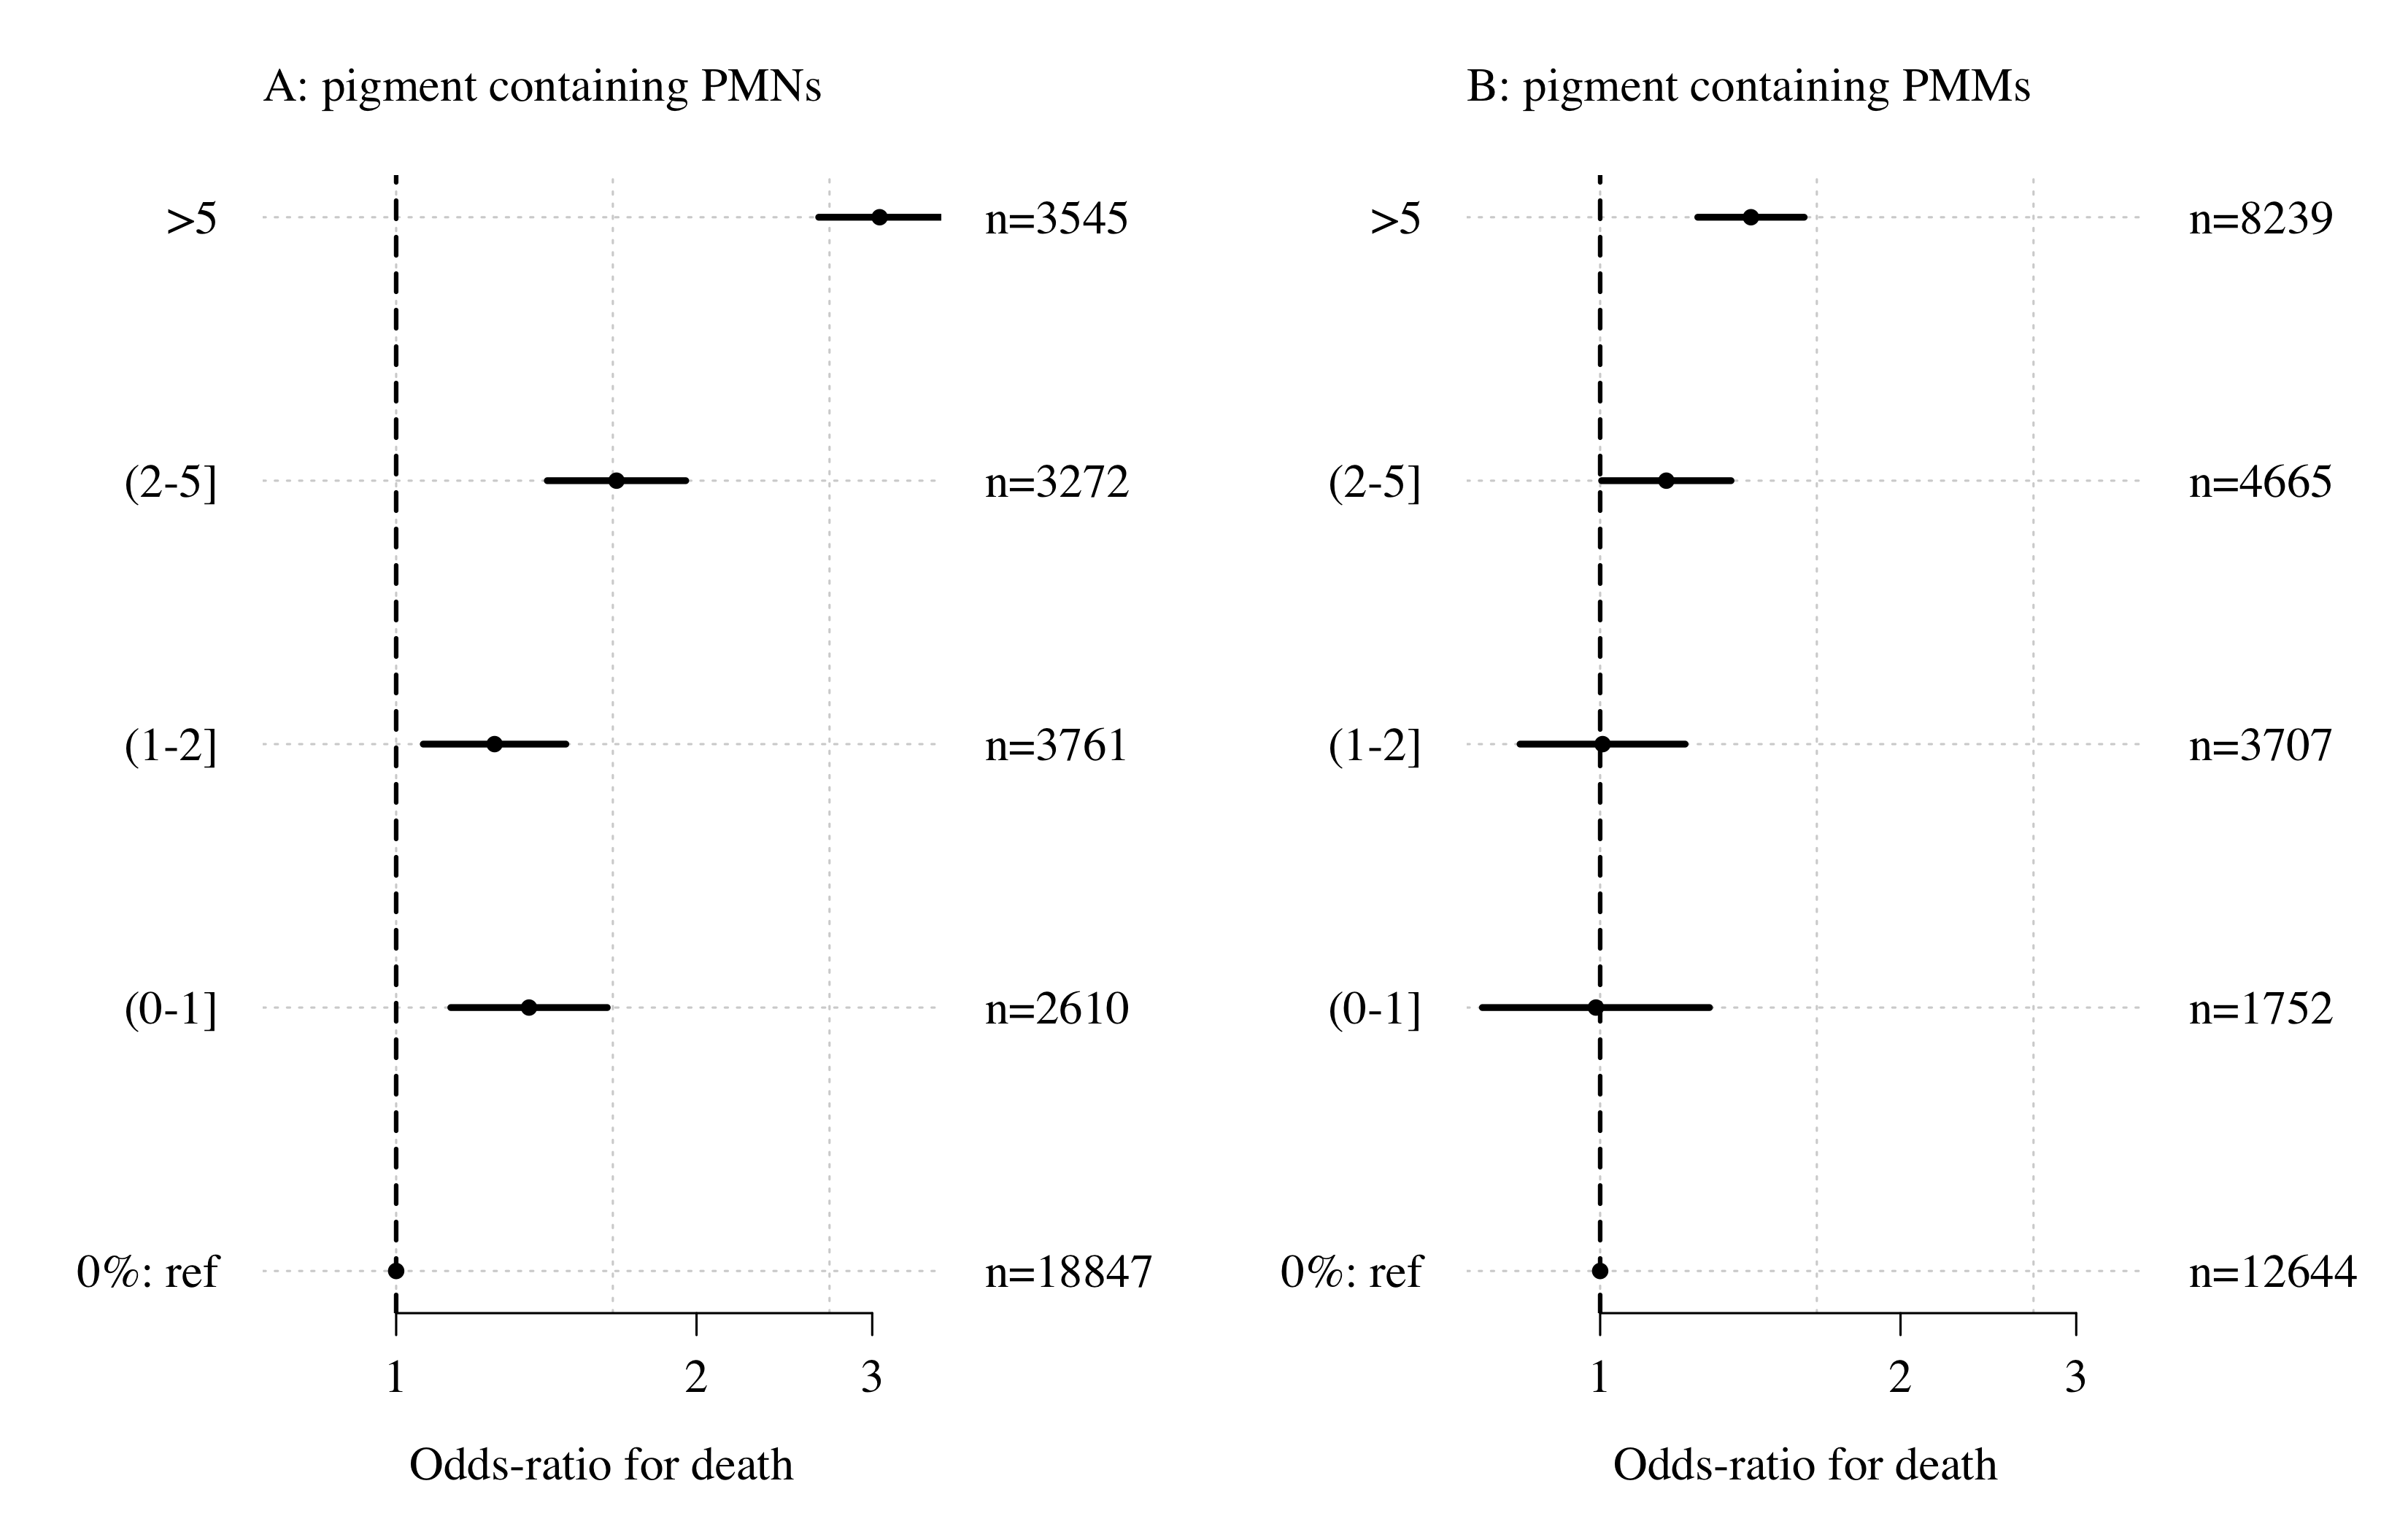 A: pigment containing PMNs
>5 n=3545
(2-5] n=3272
(1-2] n=3761
(0-1] n=2610
0%: ref n=18847
1 2 3
Odds-ratio for death
B: pigment containing PMMs
>5 n=8239
(2-5] n=4665
(1-2] n=3707
(0-1] n=1752
0%: ref n=12644
1 2 3
Odds-ratio for death